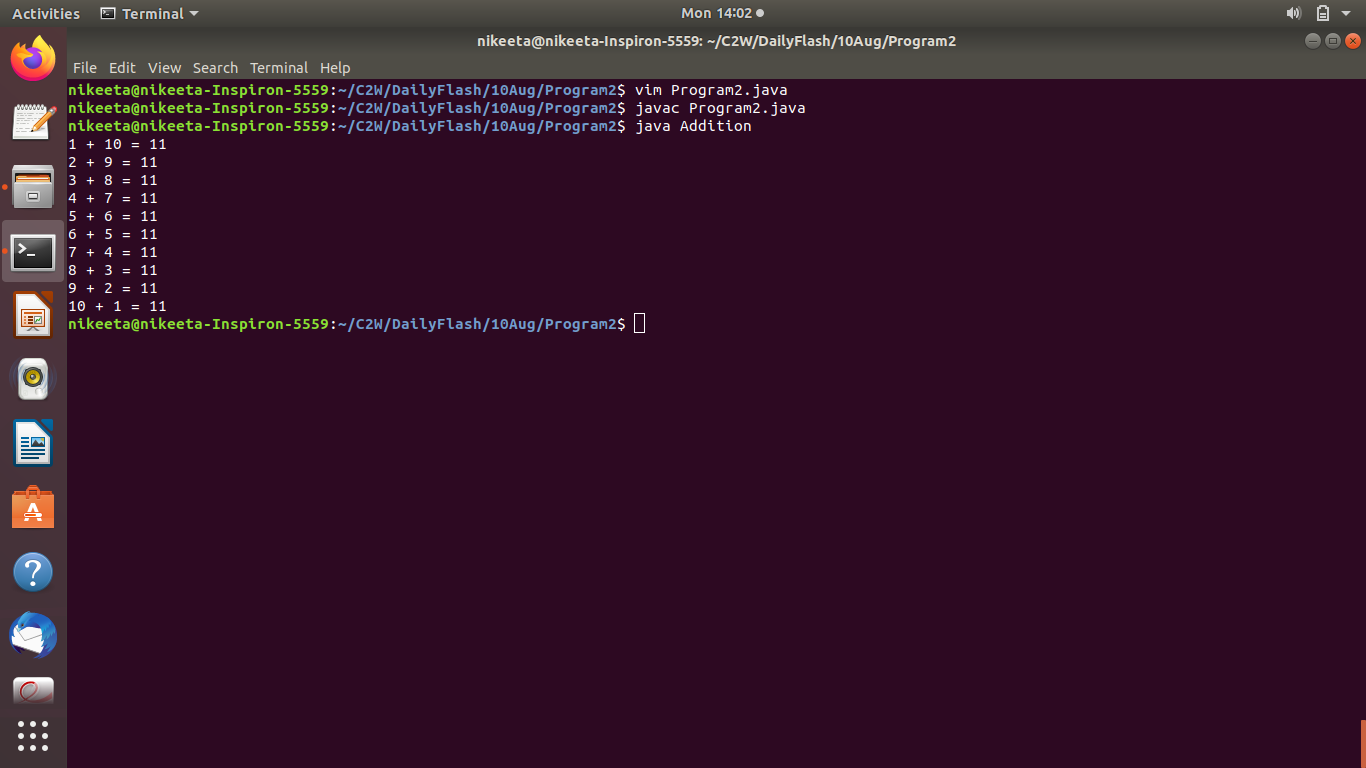 Activities Terminal Mon 14:02
nikeeta@nikeeta-Inspiron-5559: ~/C2W/DailyFlash/10Aug/Program2
File Edit View Search Terminal Help
nikeeta@nikeeta-Inspiron-5559:~/C2W/DailyFlash/10Aug/Program2$ vim Program2.java
nikeeta@nikeeta-Inspiron-5559:~/C2W/DailyFlash/10Aug/Program2$ javac Program2.java
nikeeta@nikeeta-Inspiron-5559:~/C2W/DailyFlash/10Aug/Program2$ java Addition
1 + 10 = 11
2 + 9 = 11
3 + 8 = 11
4 + 7 = 11
5 + 6 = 11
6 + 5 = 11
7 + 4 = 11
8 + 3 = 11
9 + 2 = 11
10 + 1 = 11
nikeeta@nikeeta-Inspiron-5559:~/C2W/DailyFlash/10Aug/Program2$